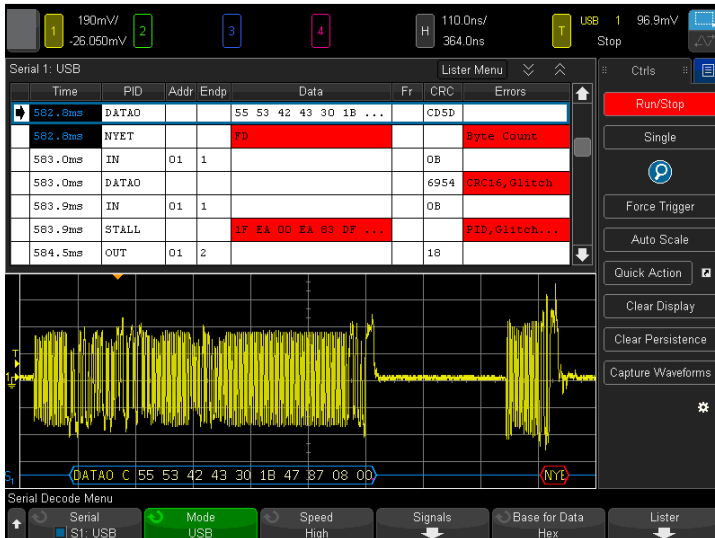 190mV/ 110.0ns/ USB 1 96.9mV
1 -26.050mV 2 3 4 H 364.0ns T Stop
Serial 1: USB Lister Menu Ctrls
Time PID Addr Endp Data Fr CRC Errors
582.8ms DATA0 55 53 42 43 30 1B ... CD5D
582.8ms NYET FD Byte Count
583.0ms IN 01 1 0B
583.0ms DATA0 6954 CRC16,Glitch
583.9ms IN 01 1 0B
583.9ms STALL 1F EA 00 EA 83 DF ... PID,Glitch...
584.5ms OUT 01 2 18
Run/Stop
Single
Force Trigger
Auto Scale
Quick Action
Clear Display
Clear Persistence
Capture Waveforms
T
1
S1 DATA0 C 55 53 42 43 30 1B 47 87 08 00 NYE
Serial Decode Menu
Serial Mode Speed Signals Base for Data Lister
S1: USB USB High Hex